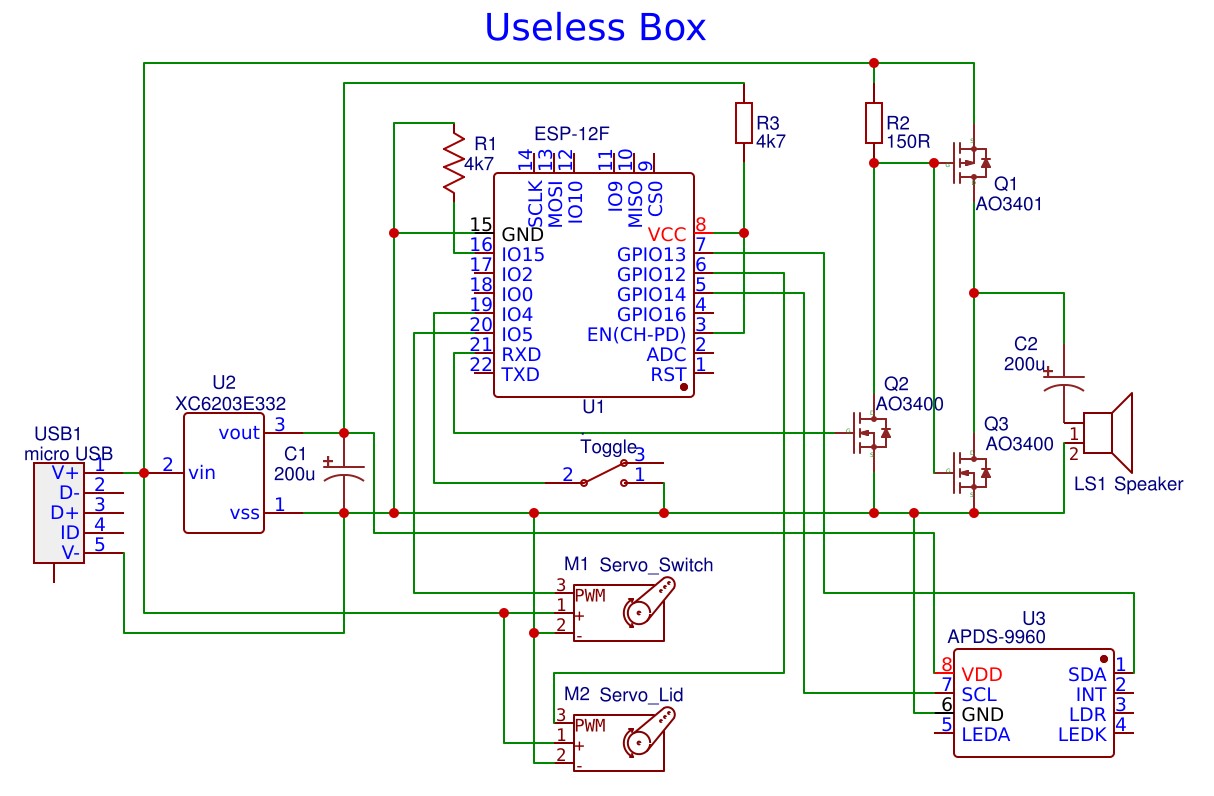 Useless Box
ESP-12F
R1
4k7
R3
4k7
R2
150R
Q1
AO3401
14
13
12
11
10
9
SCLK
MOSI
IO10
IO9
MISO
CS0
15 GND
16 IO15
17 IO2
18 IO0
19 IO4
20 IO5
21 RXD
22 TXD
VCC 8
GPIO13 7
GPIO12 6
GPIO14 5
GPIO16 4
EN(CH-PD) 3
ADC 2
RST 1
U1
C2
200u
+
Q2
AO3400
Q3
AO3400
1
2
LS1 Speaker
Toggle
3
2
1
U2
XC6203E332
vout 3
2 vin
vss 1
C1
200u
+
USB1
micro USB
V+ 1
D- 2
D+ 3
ID 4
V- 5
M1 Servo_Switch
3 PWM
1 +
2 -
M2 Servo_Lid
3 PWM
1 +
2 -
U3
APDS-9960
8 VDD
7 SCL
6 GND
5 LEDA
SDA 1
INT 2
LDR 3
LEDK 4